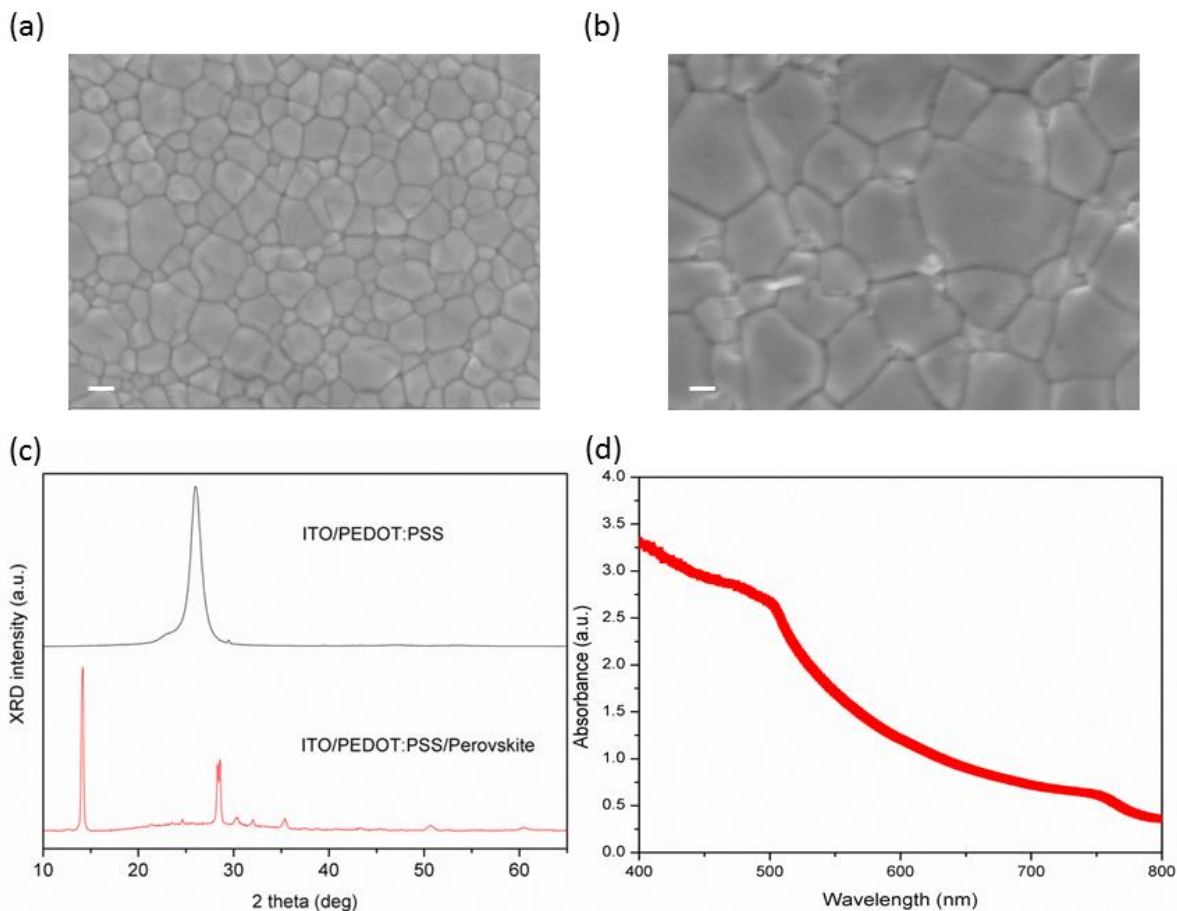 (a)
(b)
(c)
(d)
XRD intensity (a.u.)
ITO/PEDOT:PSS
ITO/PEDOT:PSS/Perovskite
10 20 30 40 50 60
2 theta (deg)
Absorbance (a.u.)
4.0
3.5
3.0
2.5
2.0
1.5
1.0
0.5
0.0
400 500 600 700 800
Wavelength (nm)